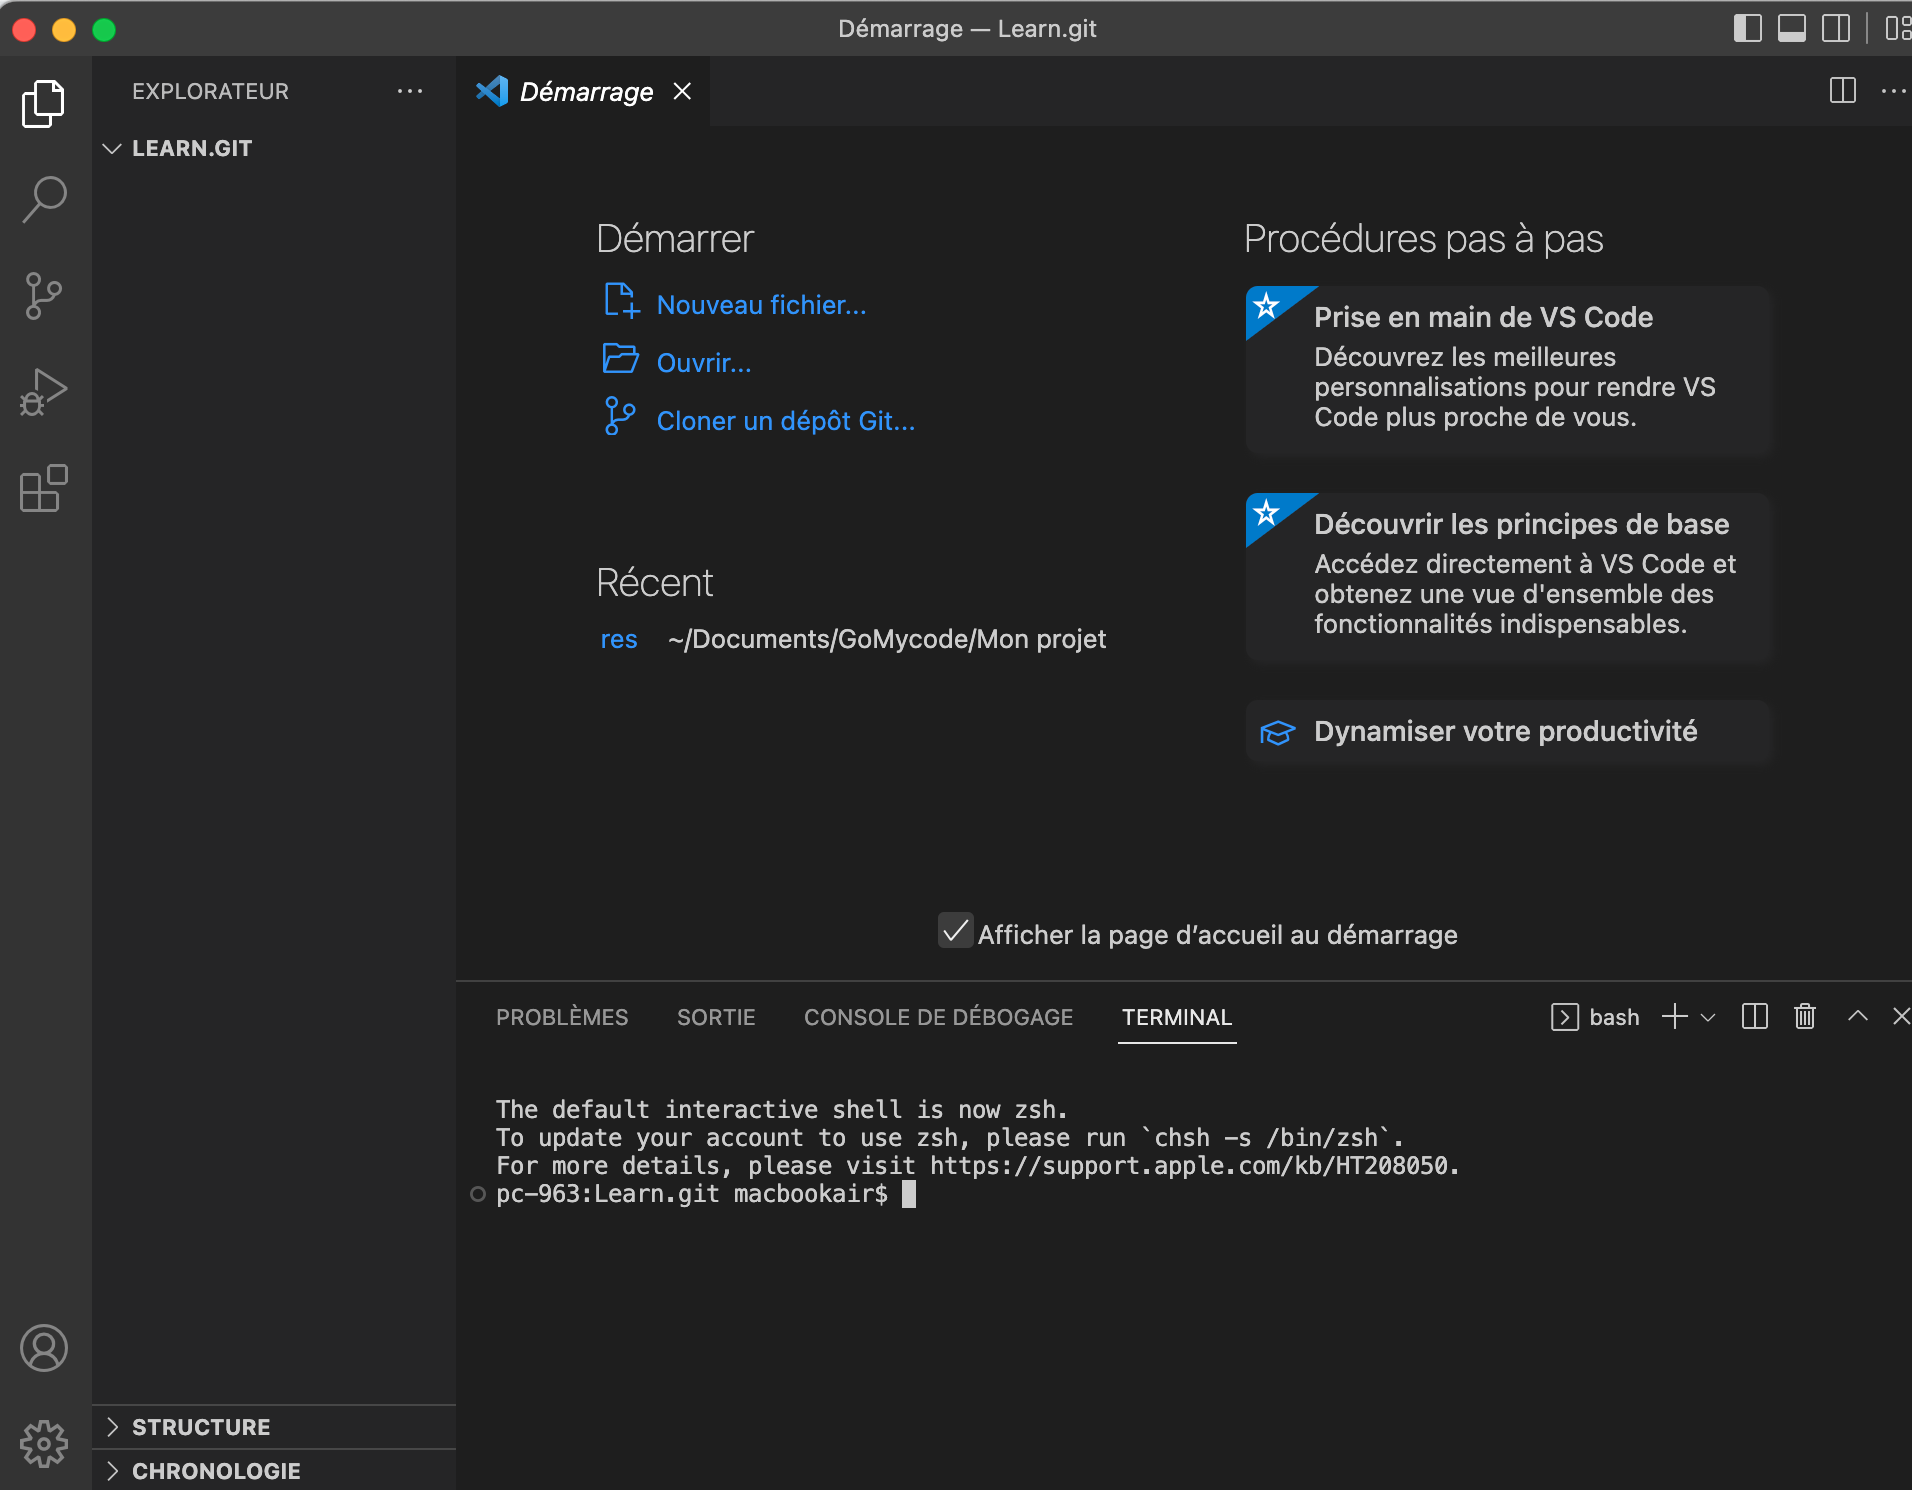 Démarrage — Learn.git
EXPLORATEUR
LEARN.GIT
Démarrage
Démarrer
Nouveau fichier...
Ouvrir...
Cloner un dépôt Git...
Récent
res ~/Documents/GoMycode/Mon projet
Procédures pas à pas
Prise en main de VS Code
Découvrez les meilleures
personnalisations pour rendre VS
Code plus proche de vous.
Découvrir les principes de base
Accédez directement à VS Code et
obtenez une vue d'ensemble des
fonctionnalités indispensables.
Dynamiser votre productivité
Afficher la page d’accueil au démarrage
PROBLÈMES SORTIE CONSOLE DE DÉBOGAGE TERMINAL bash
The default interactive shell is now zsh.
To update your account to use zsh, please run `chsh -s /bin/zsh`.
For more details, please visit https://support.apple.com/kb/HT208050.
pc-963:Learn.git macbookair$
STRUCTURE
CHRONOLOGIE